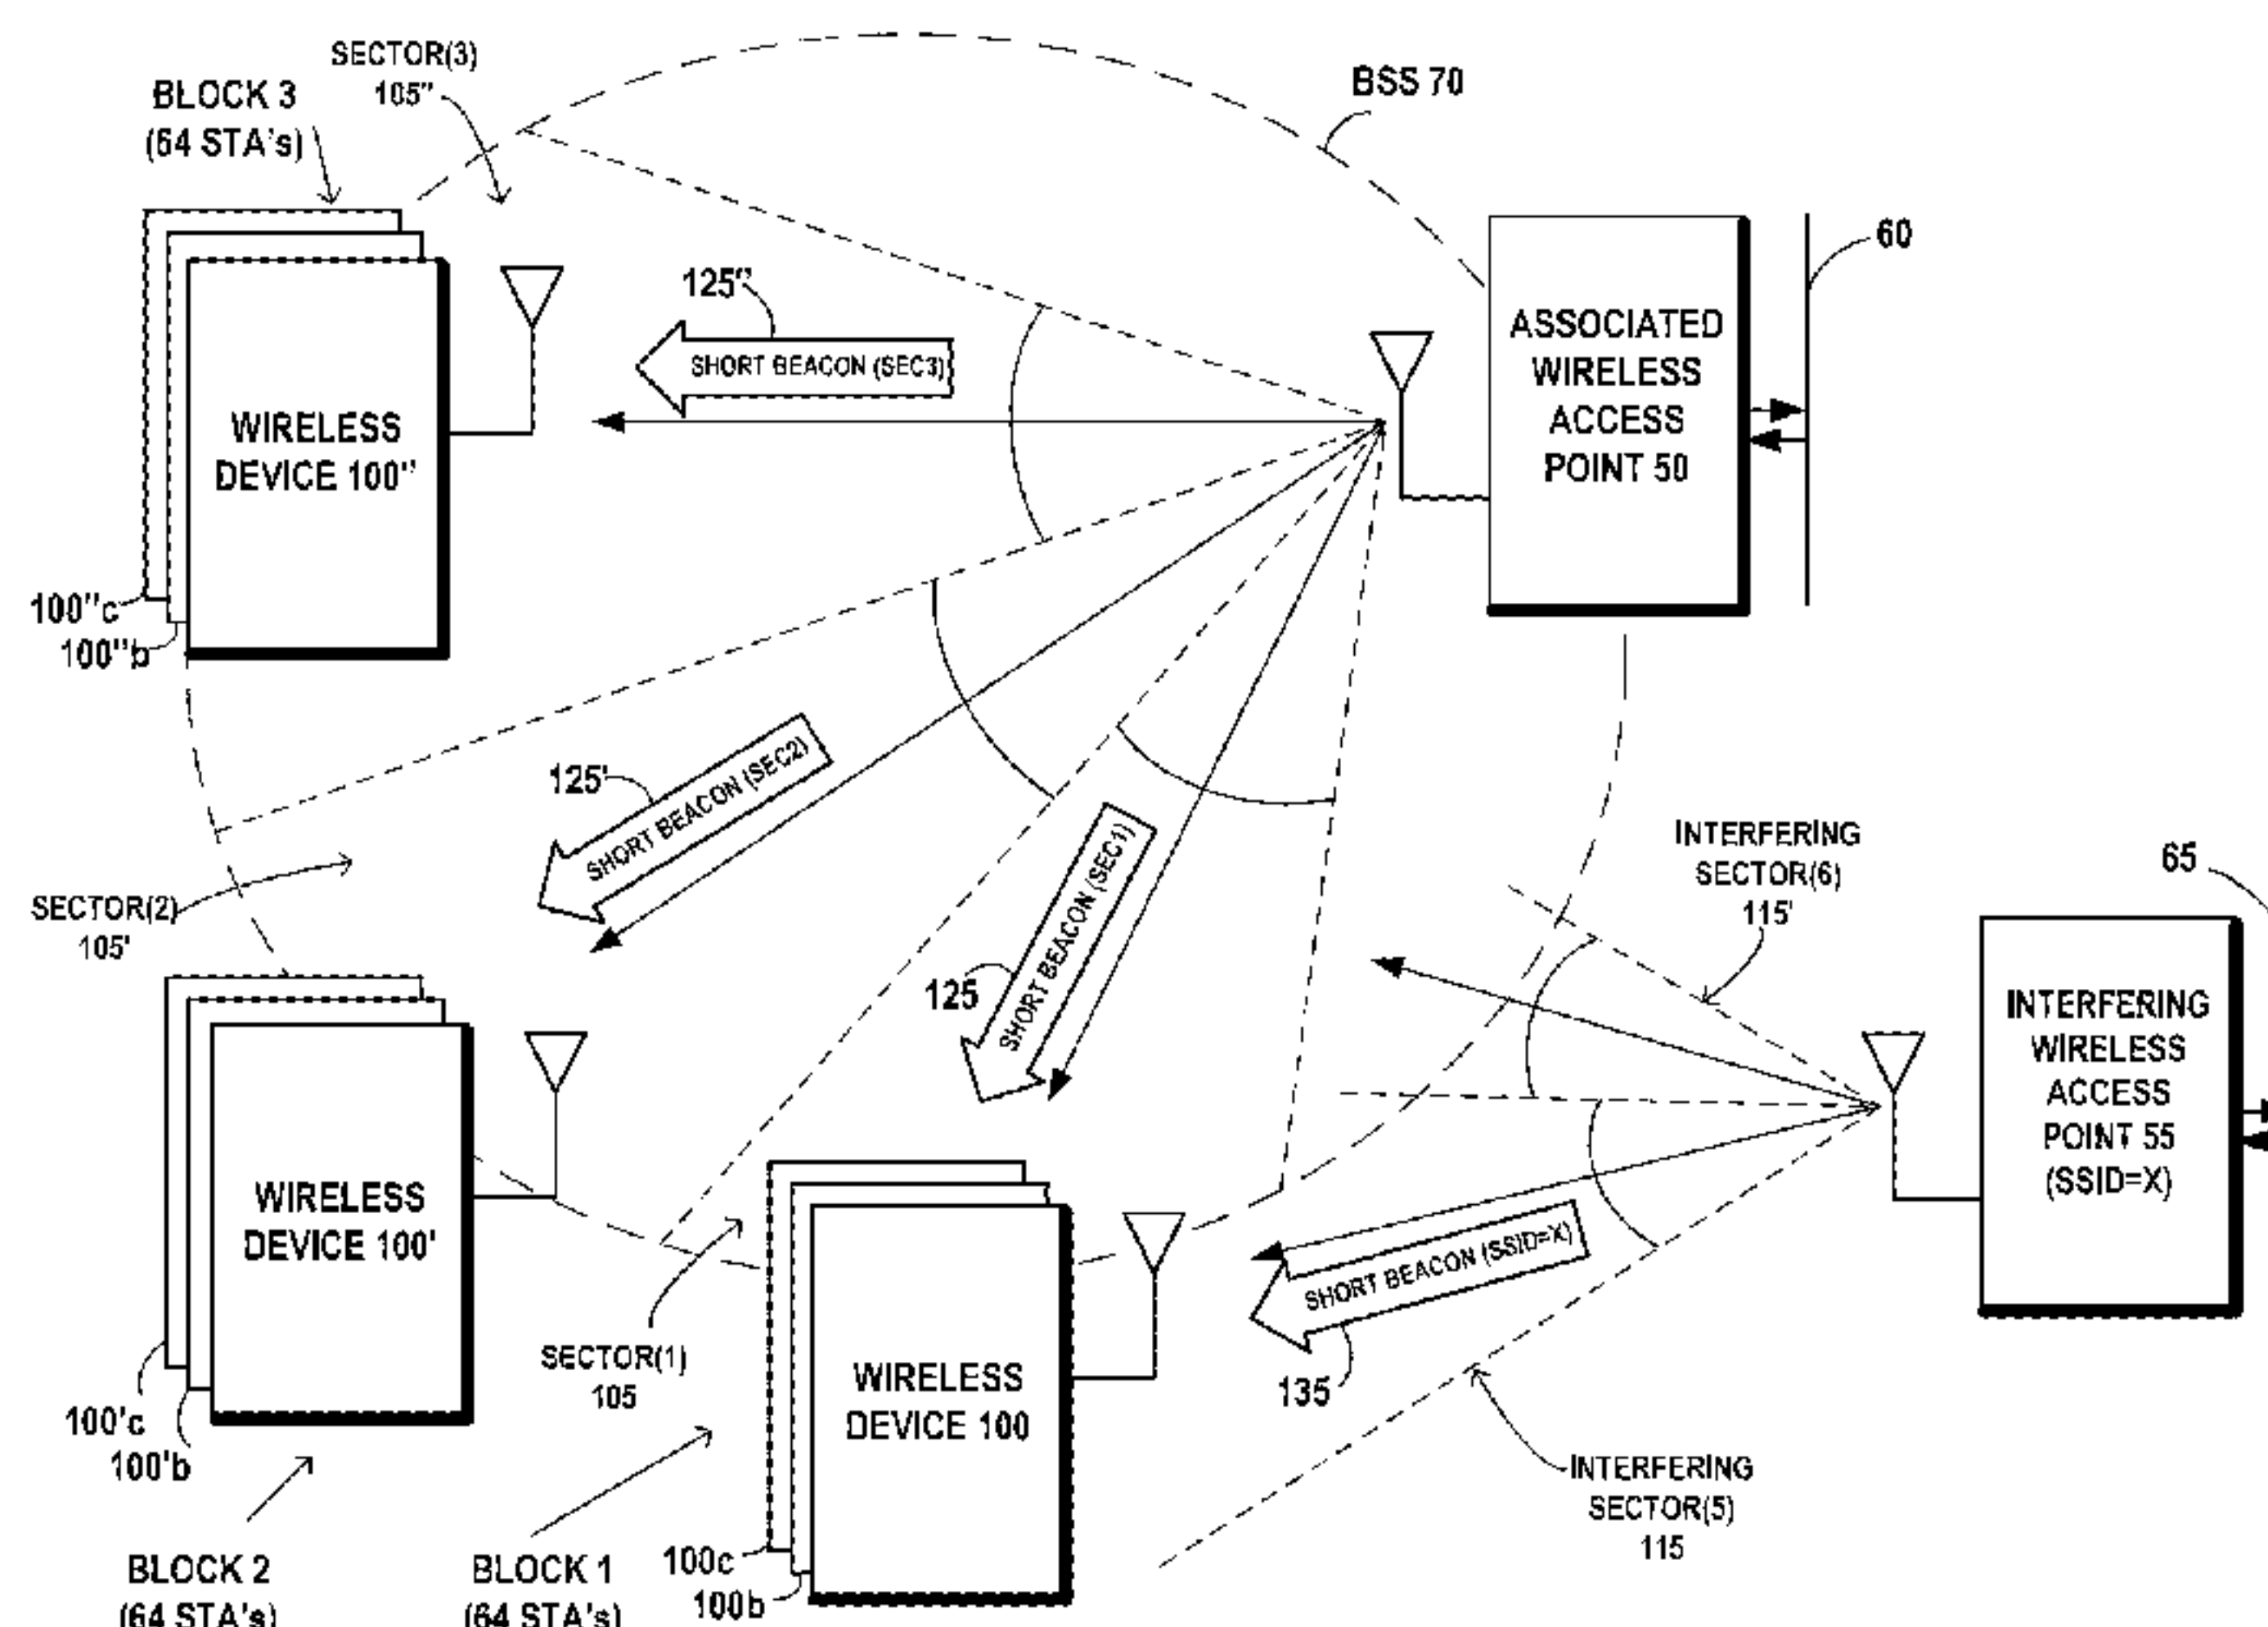 SECTOR(3)
105"
BLOCK 3
(64 STA's)
BSS 70
60
125"
SHORT BEACON (SEC3)
ASSOCIATED
WIRELESS
ACCESS
POINT 50
WIRELESS
DEVICE 100"
100"c
100"b
125'
SHORT BEACON (SEC2)
SHORT BEACON (SEC1)
125
SECTOR(2)
105'
INTERFERING
SECTOR(6)
115'
65
INTERFERING
WIRELESS
ACCESS
POINT 55
(SSID=X)
WIRELESS
DEVICE 100'
100'c
100'b
SECTOR(1)
105
WIRELESS
DEVICE 100
SHORT BEACON (SSID=X)
135
INTERFERING
SECTOR(5)
115
BLOCK 2
(64 STA's)
BLOCK 1
(64 STA's)
100c
100b